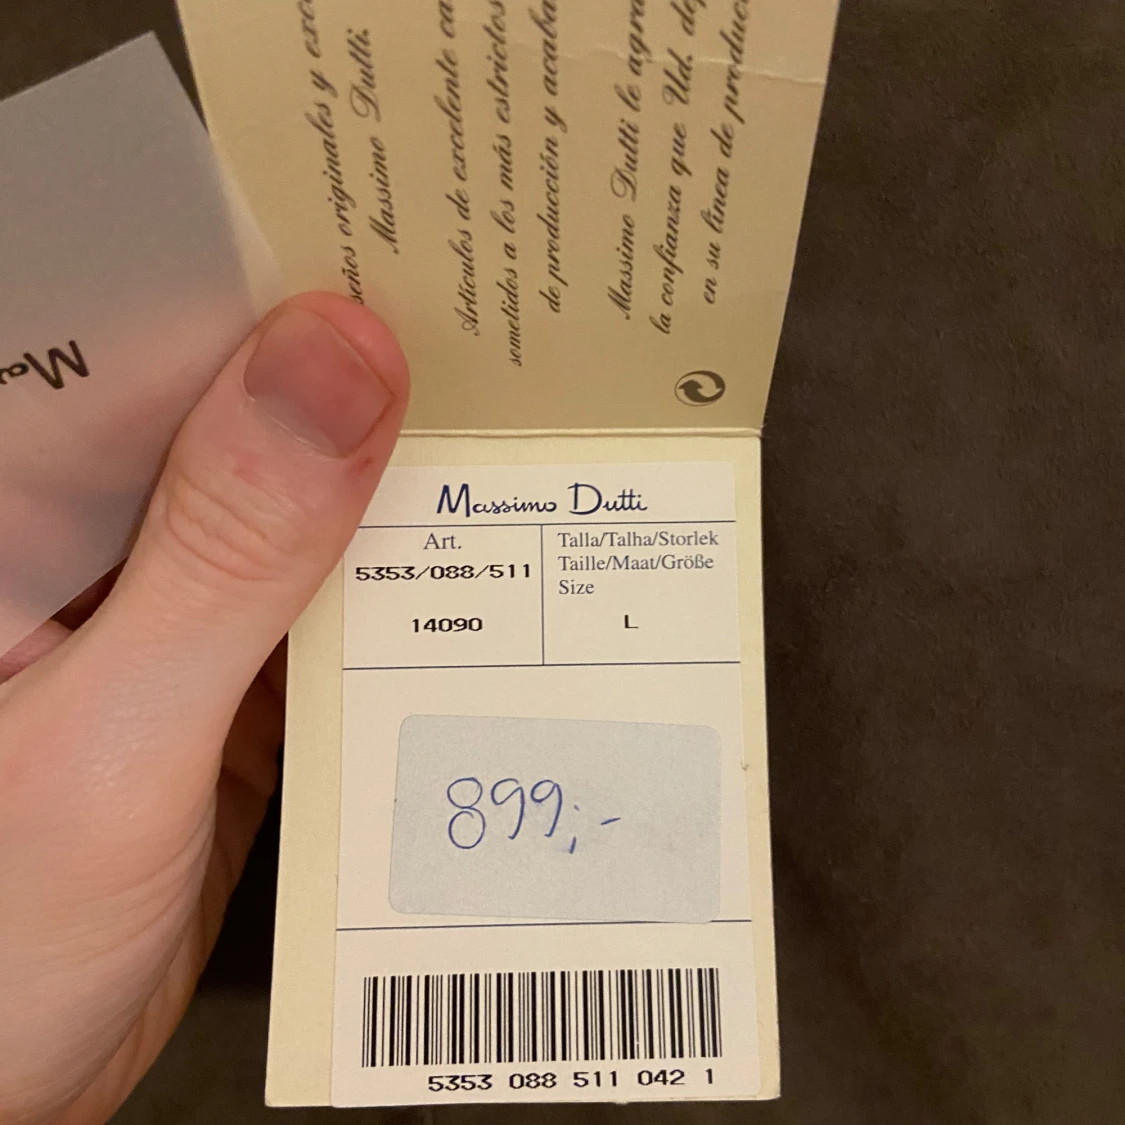 seños originales y exc
Massimo Dutti.
Artículos de excelente ca
sometidos a los más estrictos
de producción y acaba
Massimo Dutti le agra
la confianza que Ud. dep
en su línea de produc
Mas
Massimo Dutti
Art.
5353/088/511
14090
Talla/Talha/Storlek
Taille/Maat/Größe
Size
L
899;-
5353 088 511 042 1